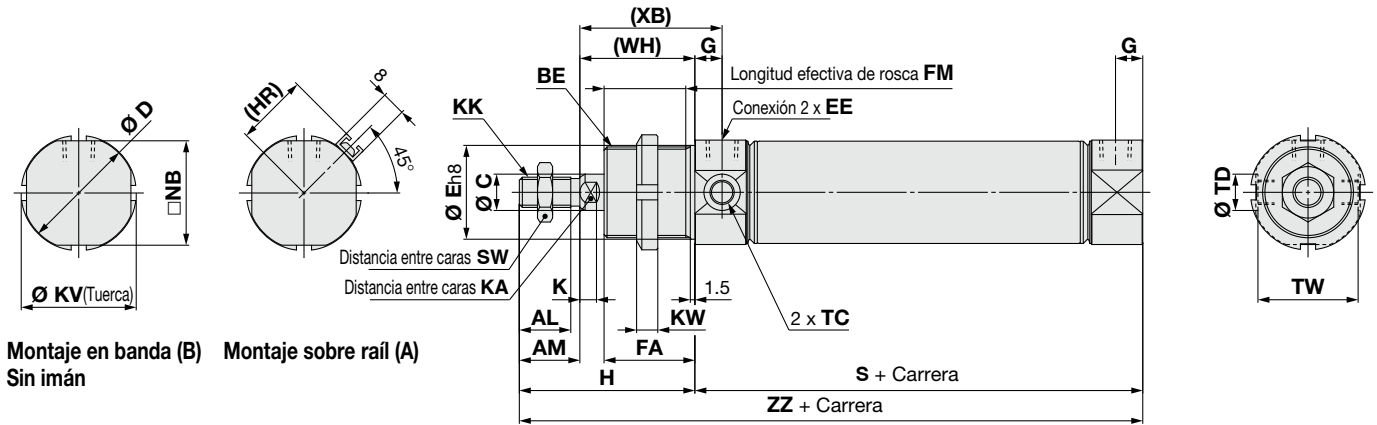 (XB)
(WH)
G
G
BE
Longitud efectiva de rosca FM
KK
Conexión 2 x EE
(HR)
8
45°
Ø D
□NB
Ø Eh8
Ø C
Ø TD
Distancia entre caras SW
Distancia entre caras KA
K
1.5
Ø KV(Tuerca)
AL
KW
2 x TC
TW
AM
FA
Montaje en banda (B)
Montaje sobre raíl (A)
Sin imán
H
S + Carrera
ZZ + Carrera